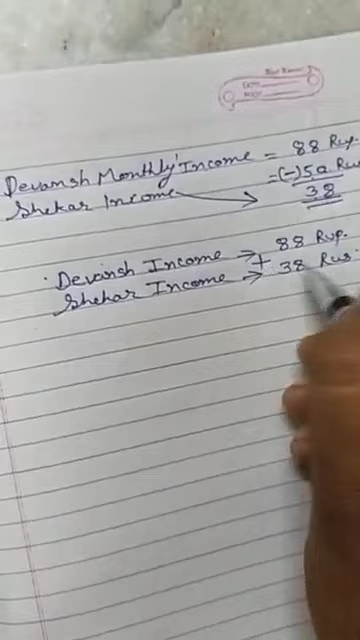 Devansh Monthly Income = 88 Rup.
Shekar Income = (-) 50 Rus
38
Devansh Income → 88 Rup.
Shekar Income → + 38 Rus.